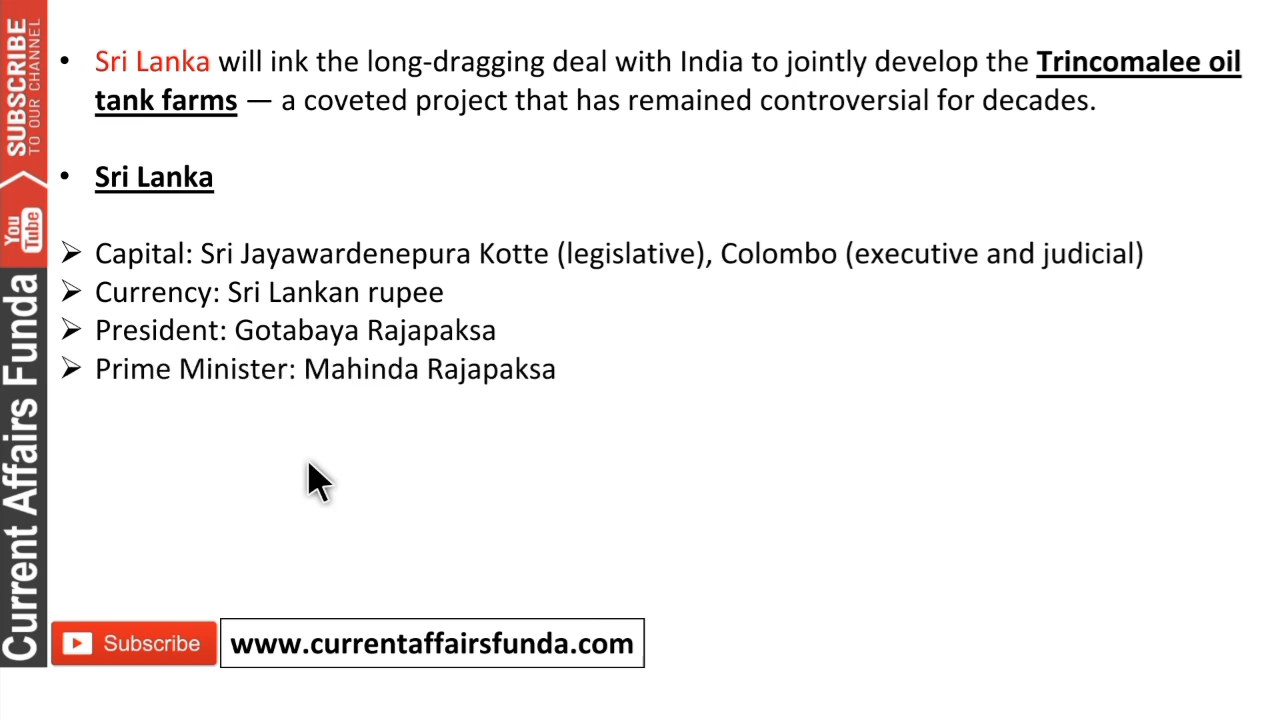 • Sri Lanka will ink the long-dragging deal with India to jointly develop the Trincomalee oil
tank farms — a coveted project that has remained controversial for decades.
• Sri Lanka
➢ Capital: Sri Jayawardenepura Kotte (legislative), Colombo (executive and judicial)
➢ Currency: Sri Lankan rupee
➢ President: Gotabaya Rajapaksa
➢ Prime Minister: Mahinda Rajapaksa
SUBSCRIBE
TO OUR CHANNEL
You
Tube
Current Affairs Funda
Subscribe
www.currentaffairsfunda.com